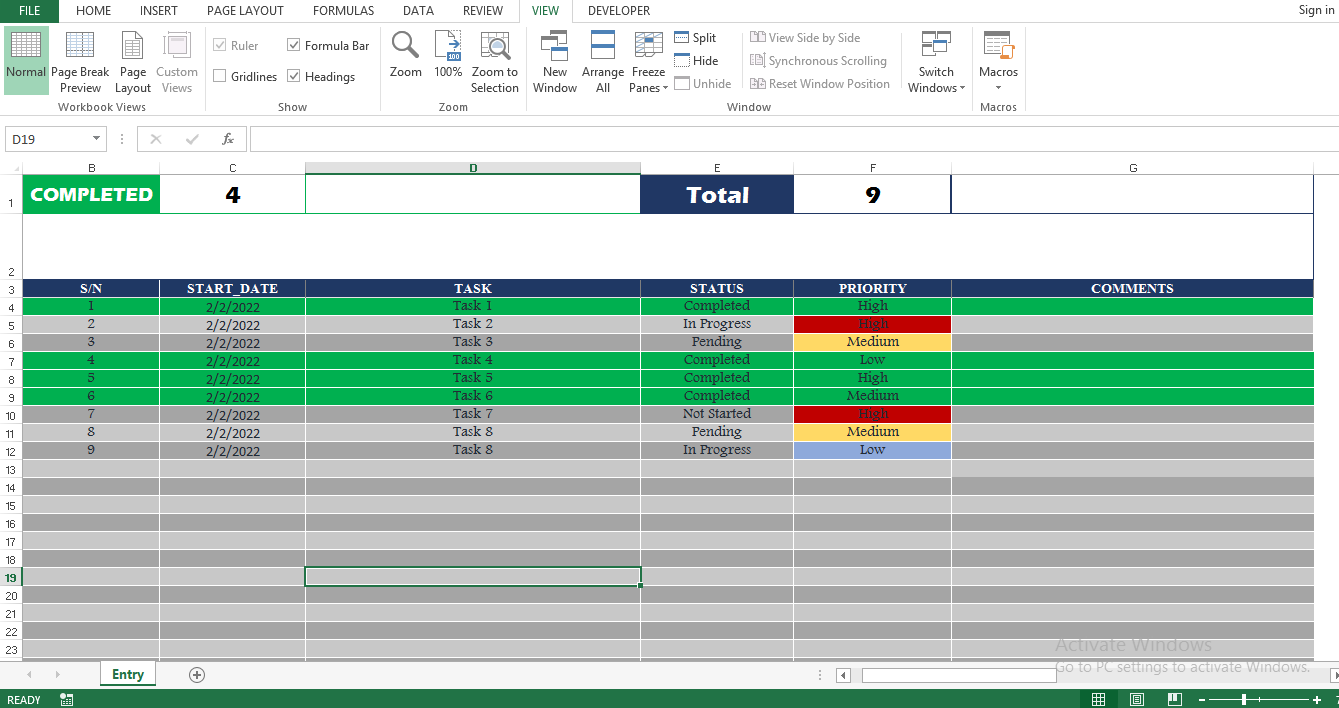 FILE HOME INSERT PAGE LAYOUT FORMULAS DATA REVIEW VIEW DEVELOPER Sign in
Normal Page Break Preview Page Layout Custom Views
Workbook Views
Ruler Formula Bar
Gridlines Headings
Show
Zoom 100 100% Zoom to Selection
Zoom
New Window Arrange All Freeze Panes
Split
Hide
Unhide
View Side by Side
Synchronous Scrolling
Reset Window Position
Switch Windows
Window
Macros
Macros
D19 fx
B C D E F G
1 COMPLETED 4 Total 9
2
3 S/N START_DATE TASK STATUS PRIORITY COMMENTS
4 1 2/2/2022 Task 1 Completed High
5 2 2/2/2022 Task 2 In Progress High
6 3 2/2/2022 Task 3 Pending Medium
7 4 2/2/2022 Task 4 Completed Low
8 5 2/2/2022 Task 5 Completed High
9 6 2/2/2022 Task 6 Completed Medium
10 7 2/2/2022 Task 7 Not Started High
11 8 2/2/2022 Task 8 Pending Medium
12 9 2/2/2022 Task 8 In Progress Low
13
14
15
16
17
18
19
20
21
22
23
Activate Windows
Go to PC settings to activate Windows.
Entry
READY